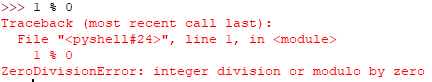 >>> 1 % 0
Traceback (most recent call last):
  File "<pyshell#24>", line 1, in <module>
    1 % 0
ZeroDivisionError: integer division or modulo by zero